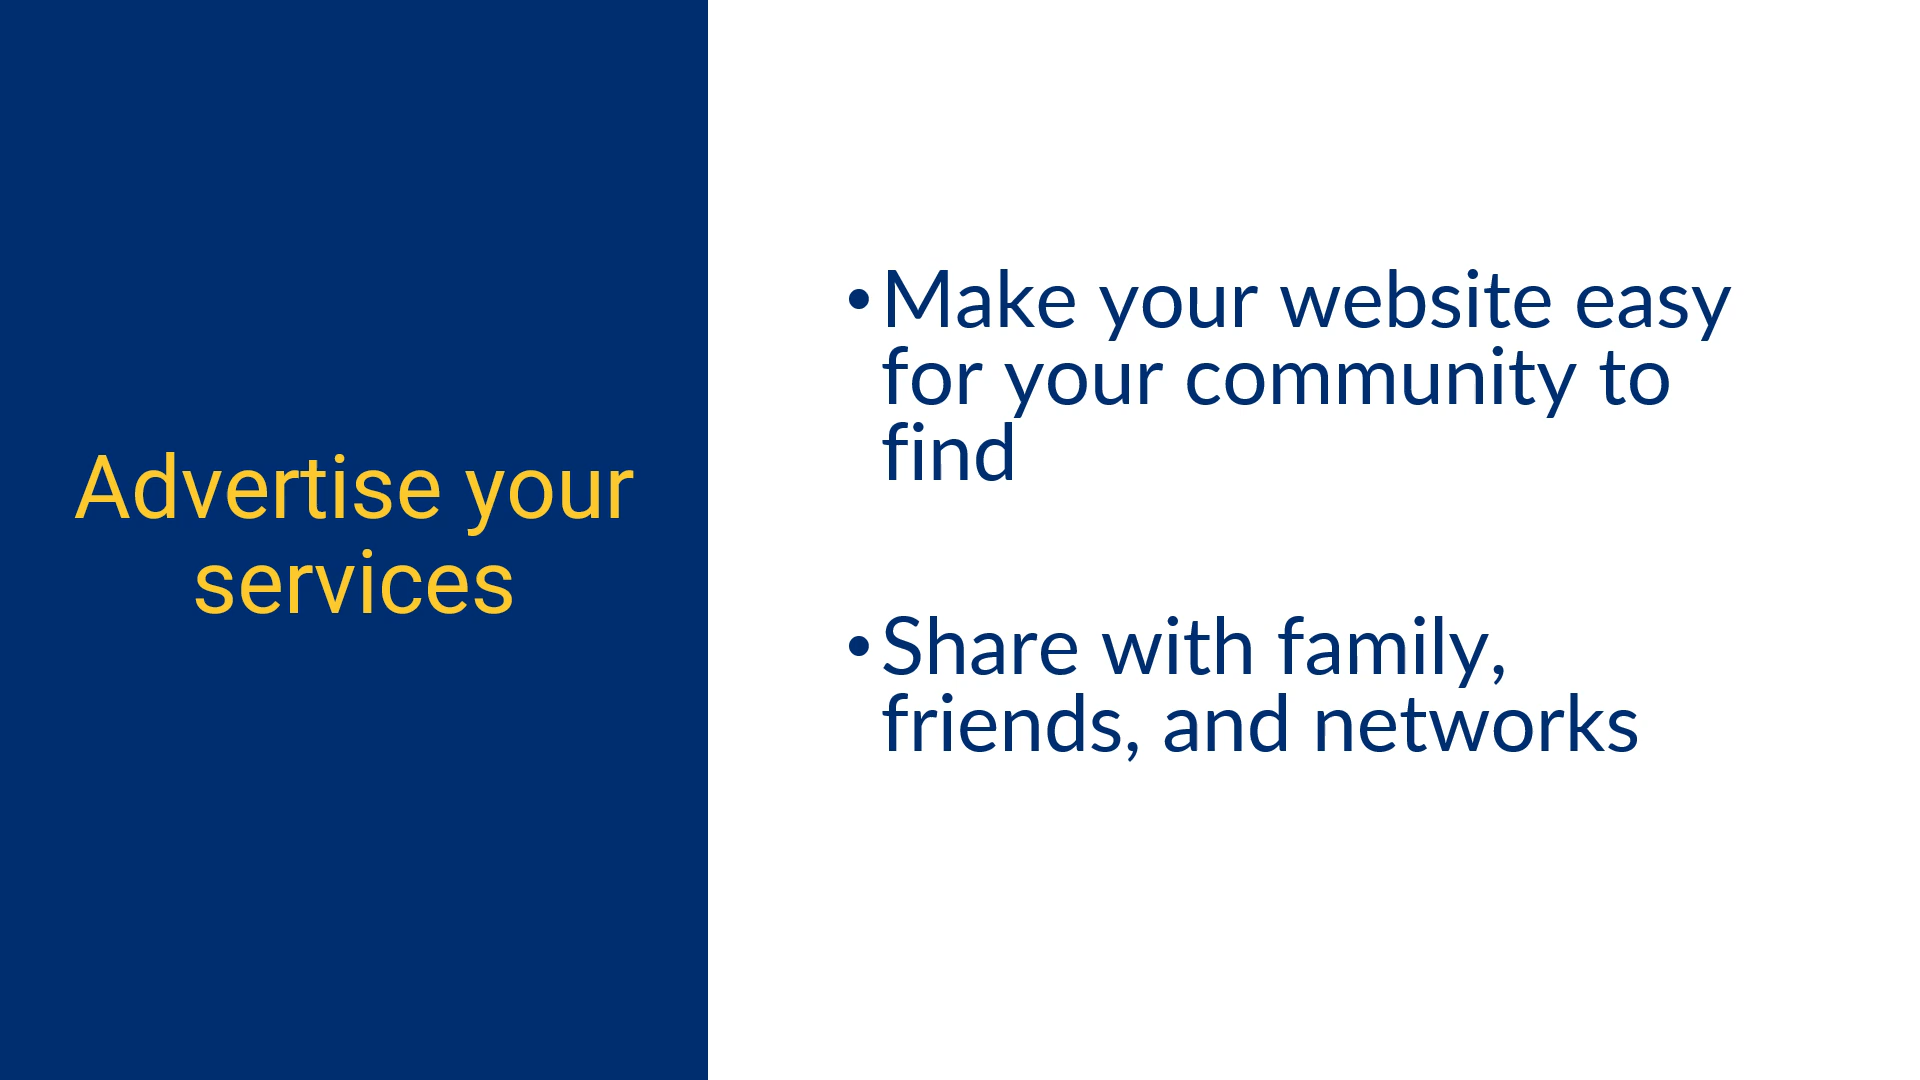 Advertise your
services
• Make your website easy
for your community to
find
• Share with family,
friends, and networks